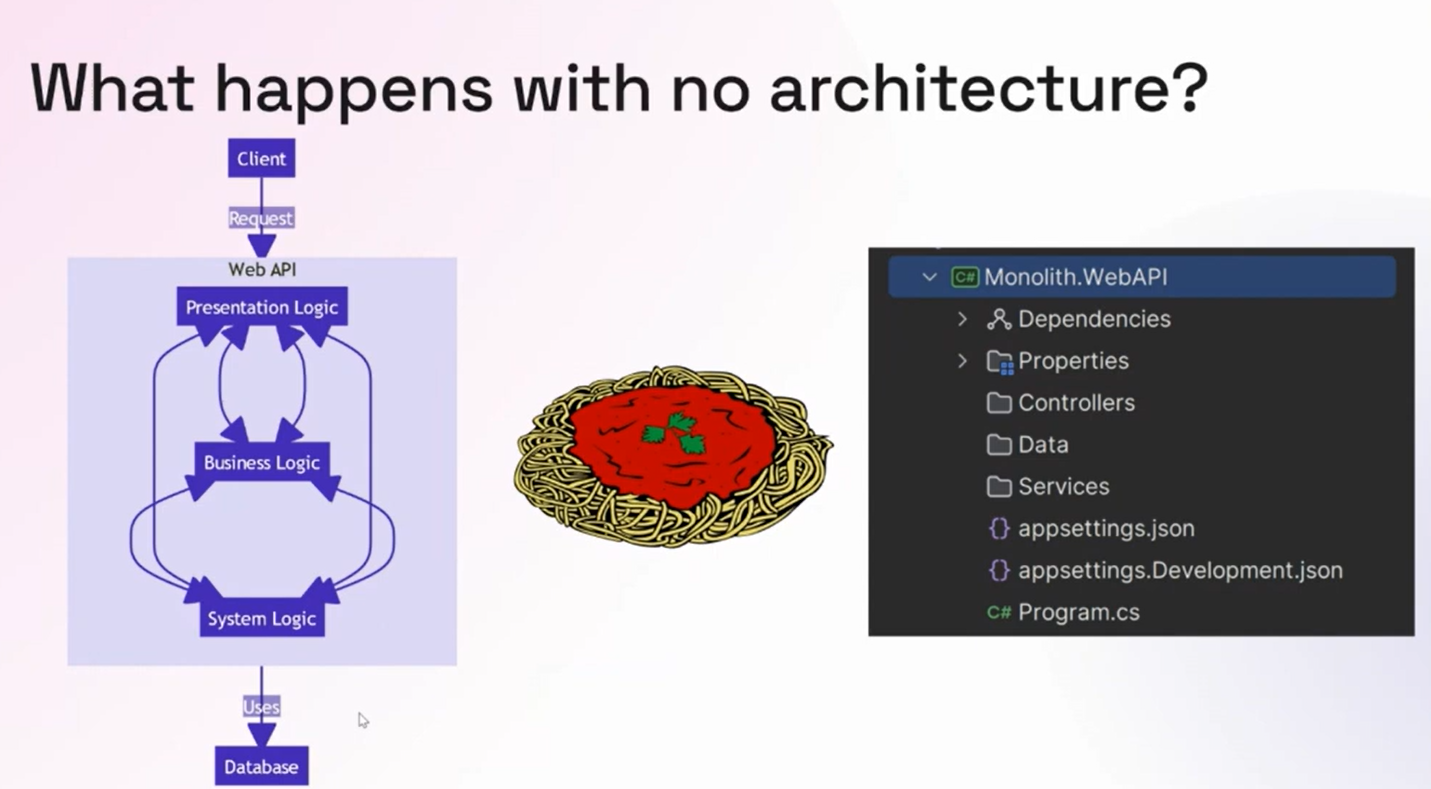 What happens with no architecture?
Client
Request
Web API
Presentation Logic
Business Logic
System Logic
Uses
Database
C# Monolith.WebAPI
Dependencies
Properties
Controllers
Data
Services
{} appsettings.json
{} appsettings.Development.json
C# Program.cs